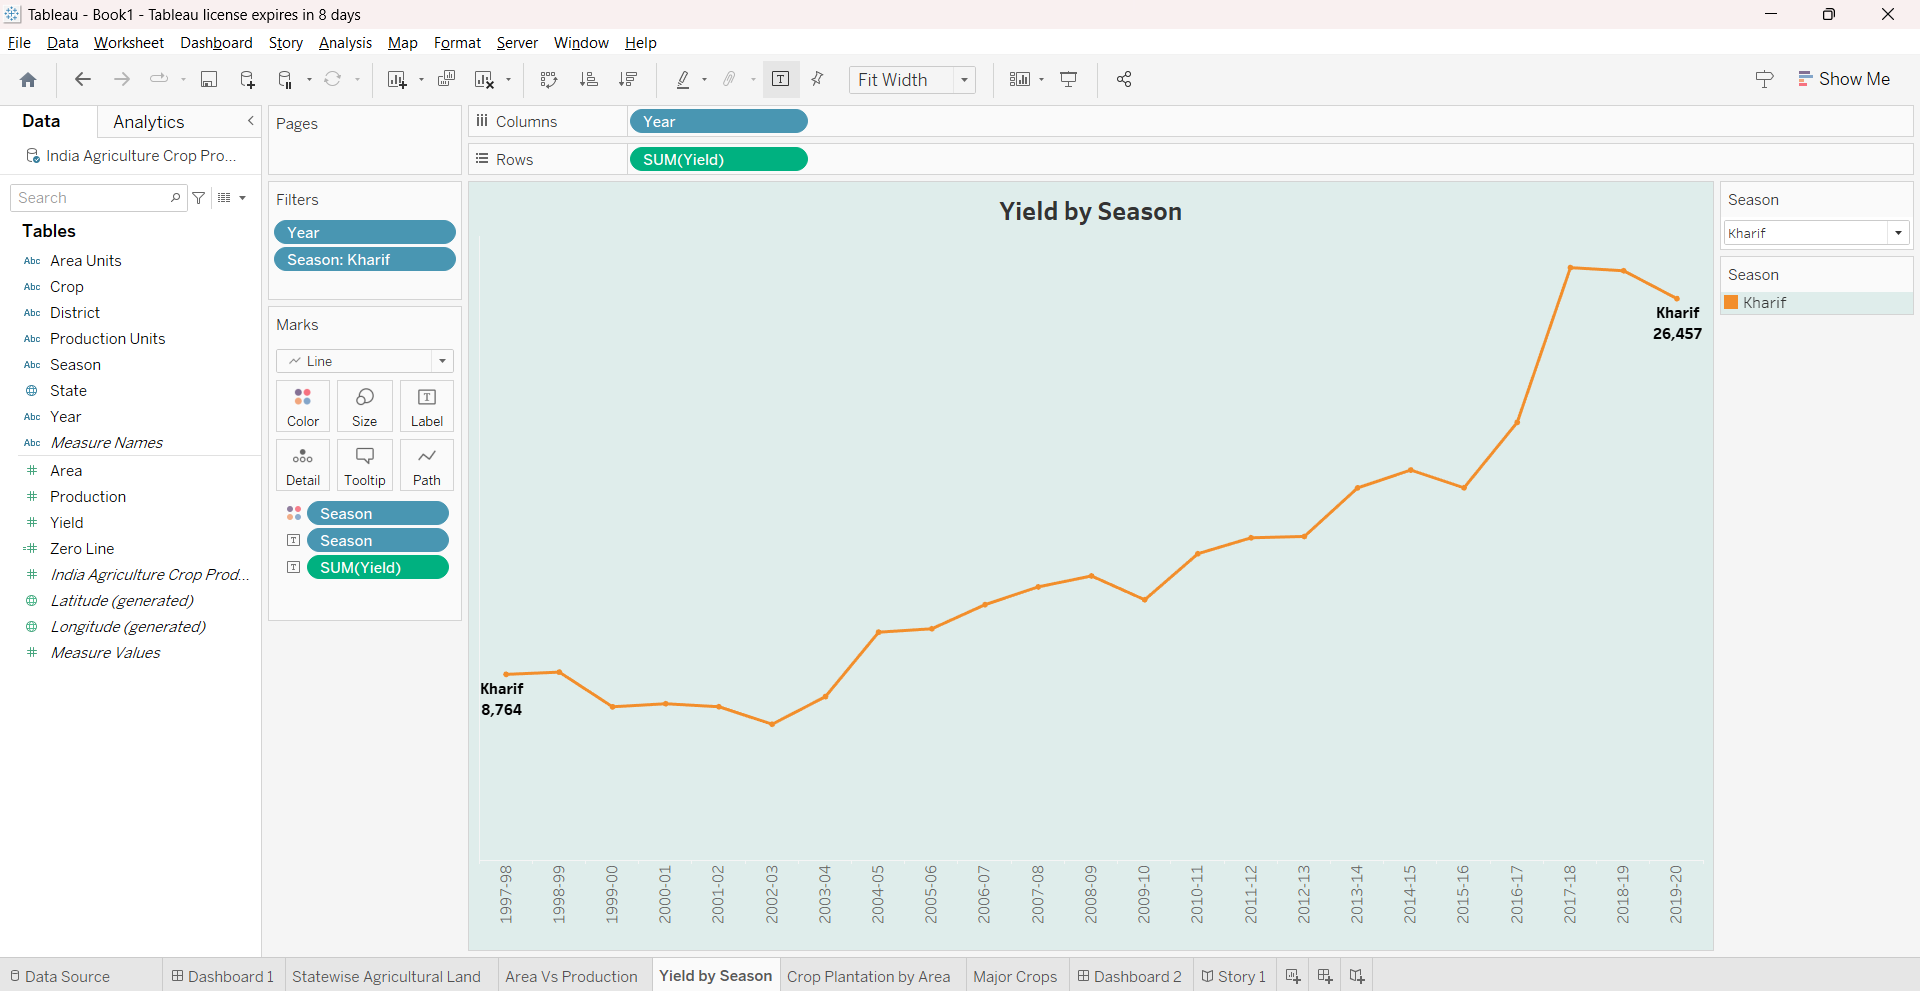 Tableau - Book1 - Tableau license expires in 8 days
File Data Worksheet Dashboard Story Analysis Map Format Server Window Help
Fit Width
Show Me
Data Analytics
India Agriculture Crop Pro...
Search
Tables
Abc Area Units
Abc Crop
Abc District
Abc Production Units
Abc Season
State
Abc Year
Abc Measure Names
# Area
# Production
# Yield
=# Zero Line
# India Agriculture Crop Prod...
Latitude (generated)
Longitude (generated)
# Measure Values
Pages
Filters
Year
Season: Kharif
Marks
Line
Color Size Label
Detail Tooltip Path
Season
Season
SUM(Yield)
Columns Year
Rows SUM(Yield)
Yield by Season
Kharif
8,764
Kharif
26,457
1997-98
1998-99
1999-00
2000-01
2001-02
2002-03
2003-04
2004-05
2005-06
2006-07
2007-08
2008-09
2009-10
2010-11
2011-12
2012-13
2013-14
2014-15
2015-16
2016-17
2017-18
2018-19
2019-20
Season
Kharif
Season
Kharif
Data Source Dashboard 1 Statewise Agricultural Land Area Vs Production Yield by Season Crop Plantation by Area Major Crops Dashboard 2 Story 1